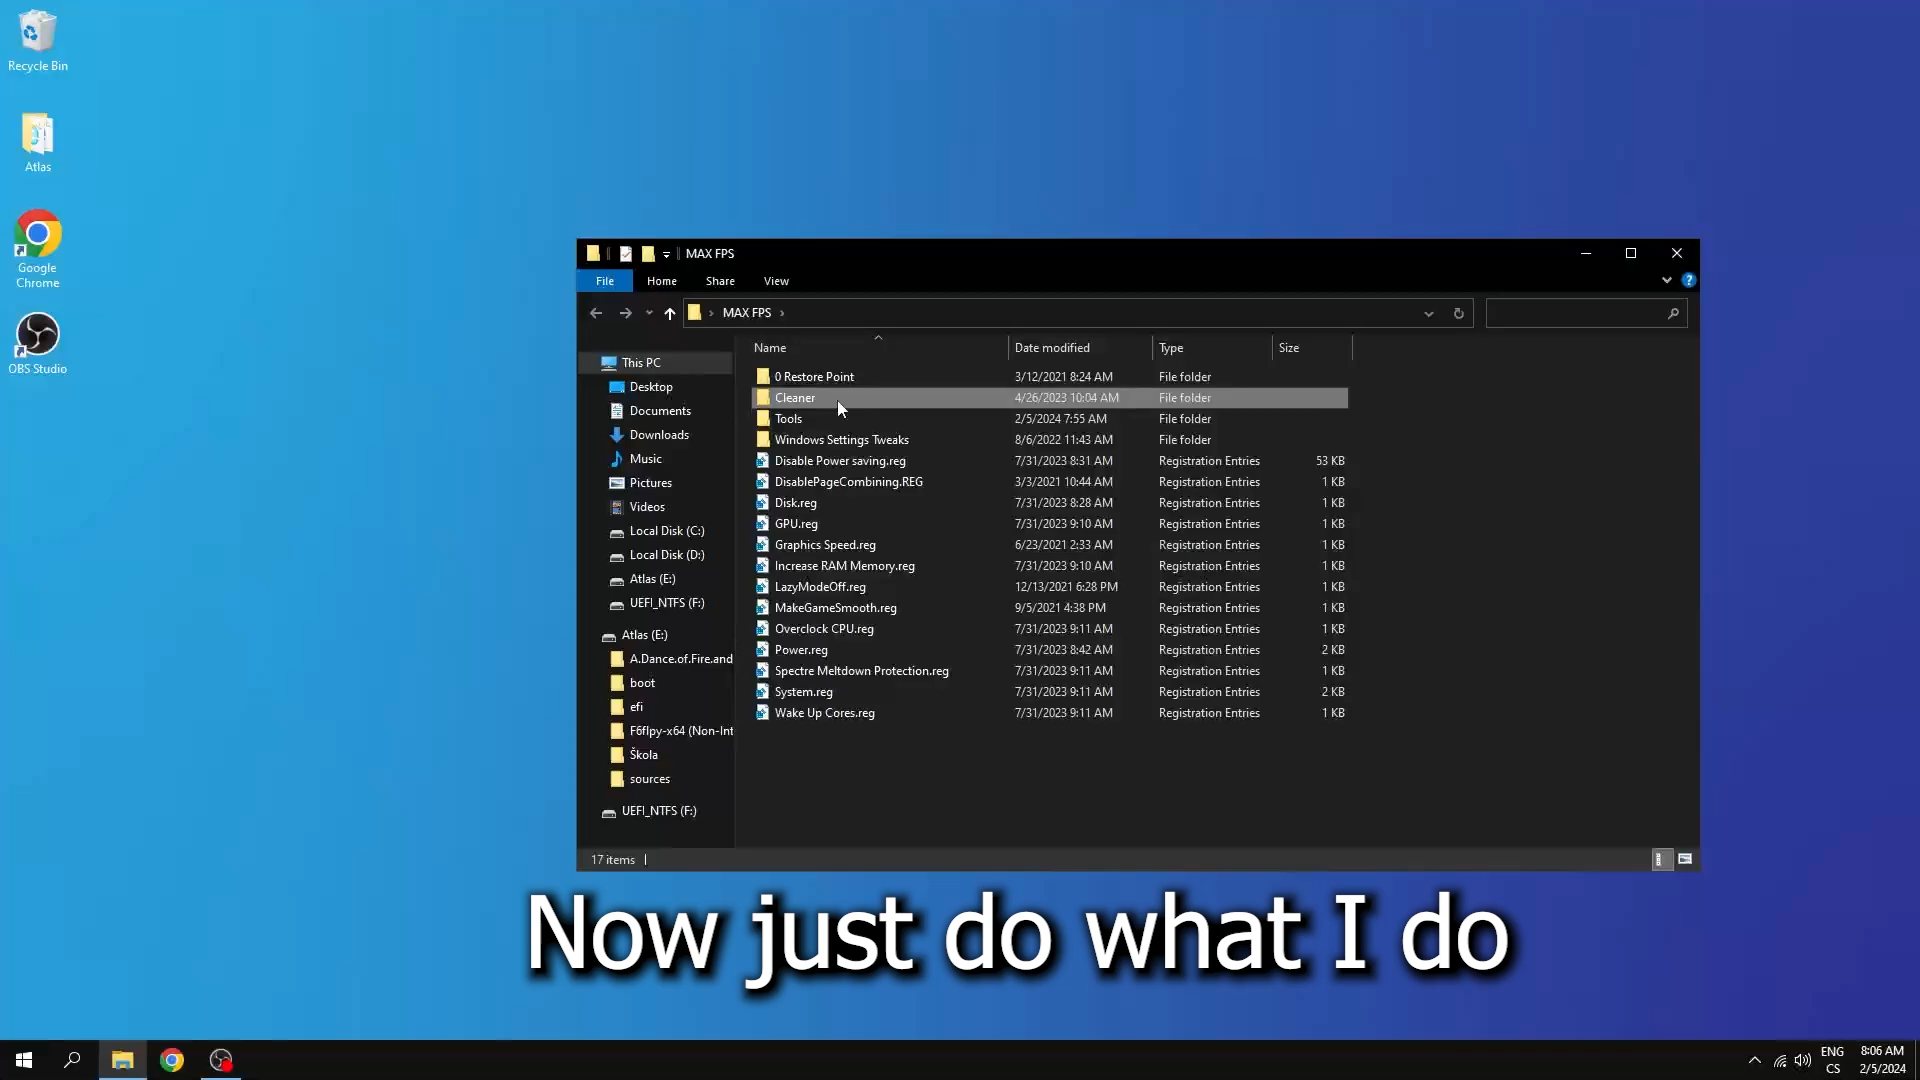 Recycle Bin
Atlas
Google
Chrome
OBS Studio
MAX FPS
File Home Share View
MAX FPS
Name Date modified Type Size
This PC
Desktop
Documents
Downloads
Music
Pictures
Videos
Local Disk (C:)
Local Disk (D:)
Atlas (E:)
UEFI_NTFS (F:)
Atlas (E:)
A.Dance.of.Fire.and
boot
efi
F6flpy-x64 (Non-Int
Škola
sources
UEFI_NTFS (F:)
0 Restore Point 3/12/2021 8:24 AM File folder
Cleaner 4/26/2023 10:04 AM File folder
Tools 2/5/2024 7:55 AM File folder
Windows Settings Tweaks 8/6/2022 11:43 AM File folder
Disable Power saving.reg 7/31/2023 8:31 AM Registration Entries 53 KB
DisablePageCombining.REG 3/3/2021 10:44 AM Registration Entries 1 KB
Disk.reg 7/31/2023 8:28 AM Registration Entries 1 KB
GPU.reg 7/31/2023 9:10 AM Registration Entries 1 KB
Graphics Speed.reg 6/23/2021 2:33 AM Registration Entries 1 KB
Increase RAM Memory.reg 7/31/2023 9:10 AM Registration Entries 1 KB
LazyModeOff.reg 12/13/2021 6:28 PM Registration Entries 1 KB
MakeGameSmooth.reg 9/5/2021 4:38 PM Registration Entries 1 KB
Overclock CPU.reg 7/31/2023 9:11 AM Registration Entries 1 KB
Power.reg 7/31/2023 8:42 AM Registration Entries 2 KB
Spectre Meltdown Protection.reg 7/31/2023 9:11 AM Registration Entries 1 KB
System.reg 7/31/2023 9:11 AM Registration Entries 2 KB
Wake Up Cores.reg 7/31/2023 9:11 AM Registration Entries 1 KB
17 items
Now just do what I do
ENG 8:06 AM
CS 2/5/2024